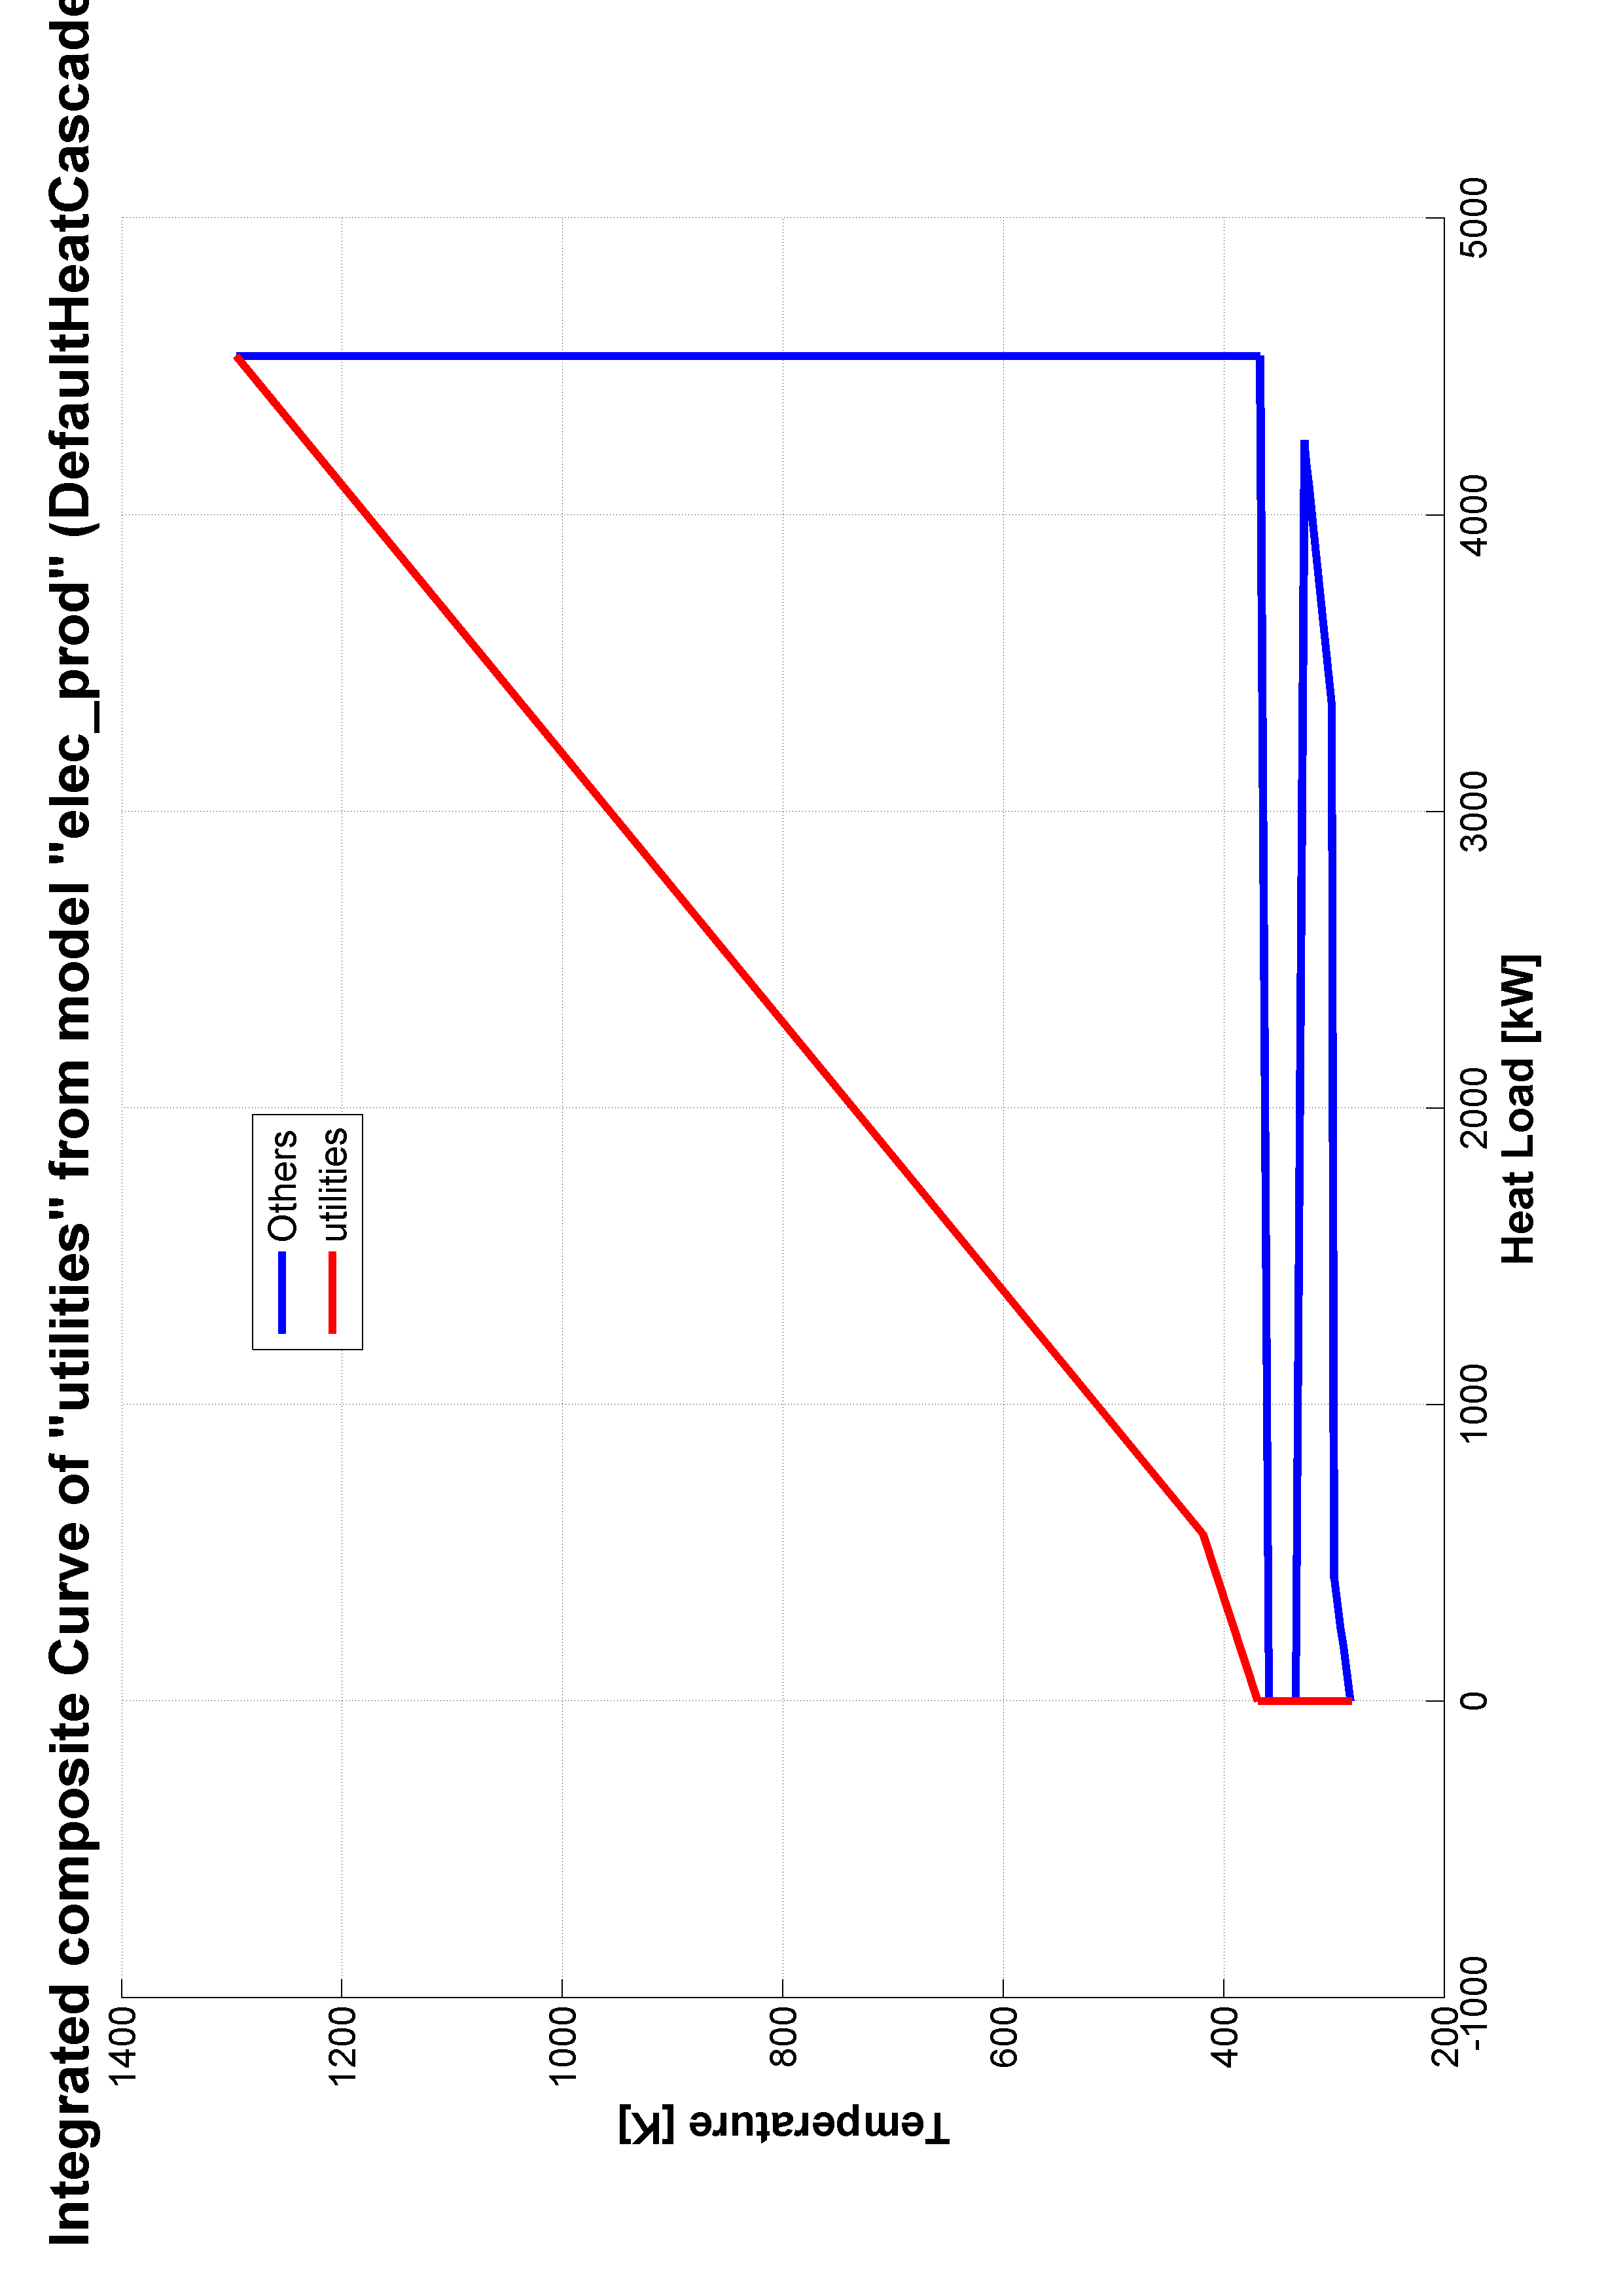 Integrated composite Curve of "utilities" from model "elec_prod" (DefaultHeatCascade
1400
1200
1000
800
600
400
200
Temperature [K]
Others
utilities
-1000
0
1000
2000
3000
4000
5000
Heat Load [kW]